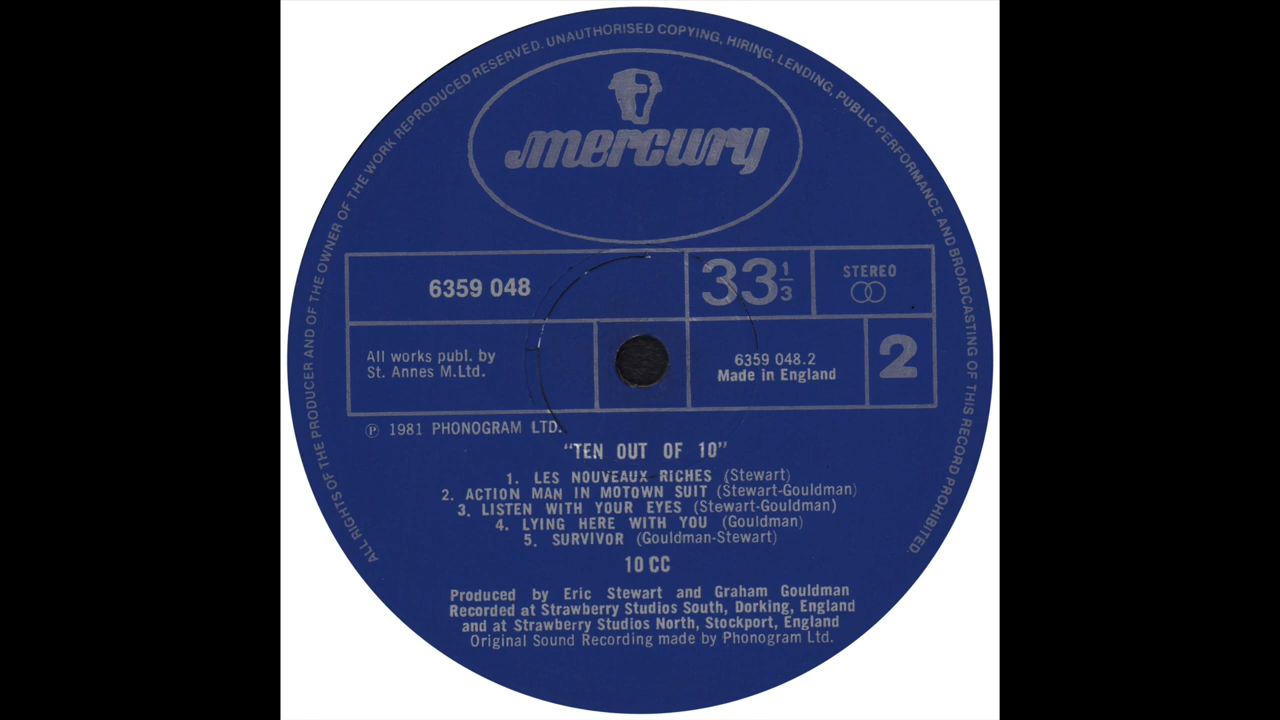 ALL RIGHTS OF THE PRODUCER AND OF THE OWNER OF THE WORK REPRODUCED RESERVED. UNAUTHORISED COPYING, HIRING, LENDING, PUBLIC PERFORMANCE AND BROADCASTING OF THIS RECORD PROHIBITED.
mercury
6359 048
33 1/3
STEREO
All works publ. by
St. Annes M.Ltd.
6359 048.2
Made in England
2
Ⓟ 1981 PHONOGRAM LTD.
"TEN OUT OF 10"
1. LES NOUVEAUX RICHES (Stewart)
2. ACTION MAN IN MOTOWN SUIT (Stewart-Gouldman)
3. LISTEN WITH YOUR EYES (Stewart-Gouldman)
4. LYING HERE WITH YOU (Gouldman)
5. SURVIVOR (Gouldman-Stewart)
10 CC
Produced by Eric Stewart and Graham Gouldman
Recorded at Strawberry Studios South, Dorking, England
and at Strawberry Studios North, Stockport, England
Original Sound Recording made by Phonogram Ltd.